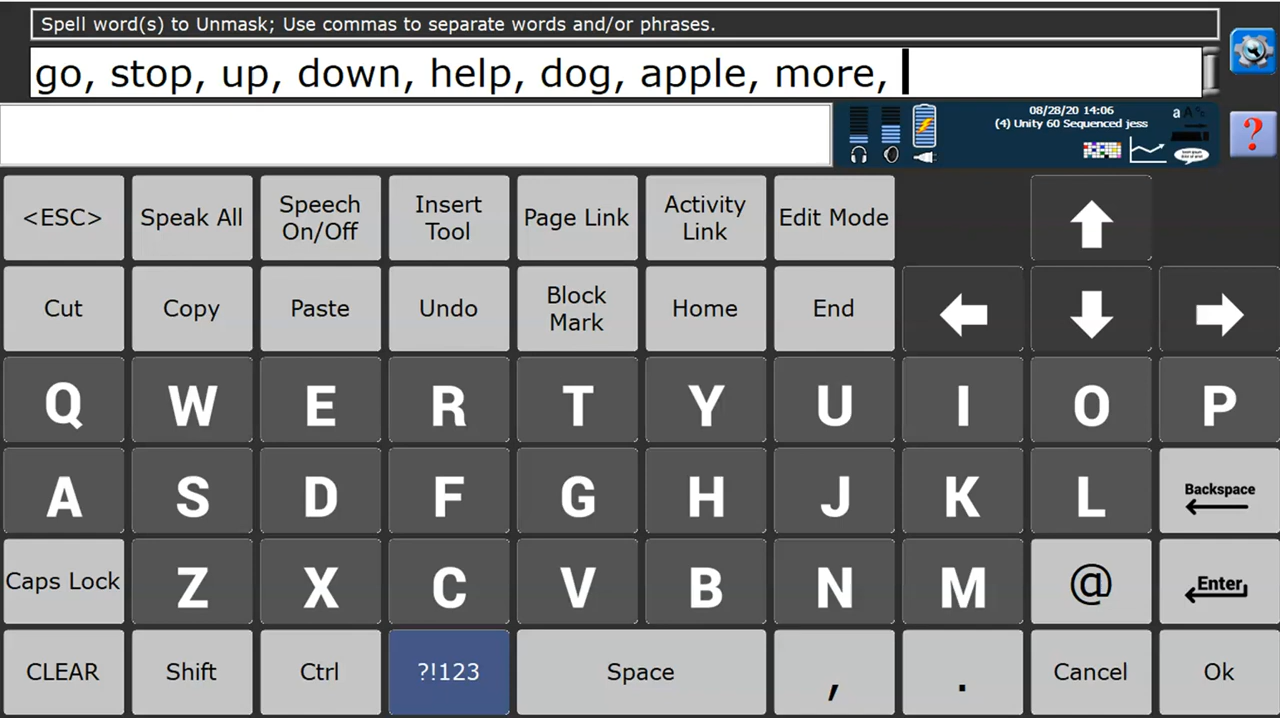 Spell word(s) to Unmask; Use commas to separate words and/or phrases.
go, stop, up, down, help, dog, apple, more,
08/28/20 14:06
(4) Unity 60 Sequenced jess
?
<ESC> Speak All Speech On/Off Insert Tool Page Link Activity Link Edit Mode
Cut Copy Paste Undo Block Mark Home End
Q W E R T Y U I O P
A S D F G H J K L Backspace
Caps Lock Z X C V B N M @ Enter
CLEAR Shift Ctrl ?!123 Space , . Cancel Ok